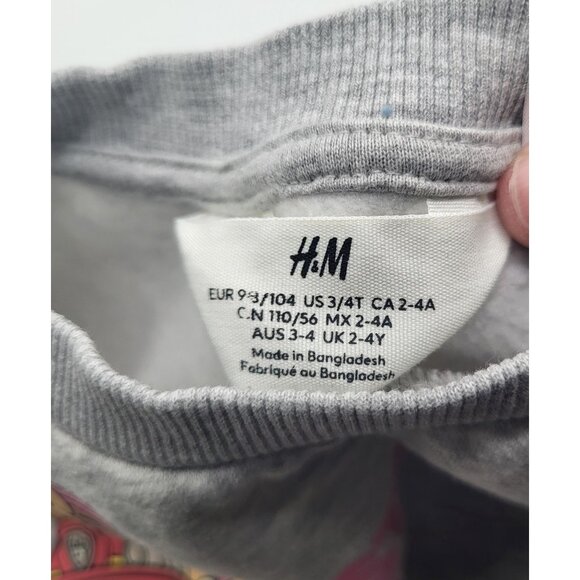 H&M
EUR 98/104 US 3/4T CA 2-4A
CN 110/56 MX 2-4A
AUS 3-4 UK 2-4Y
Made in Bangladesh
Fabriqué au Bangladesh